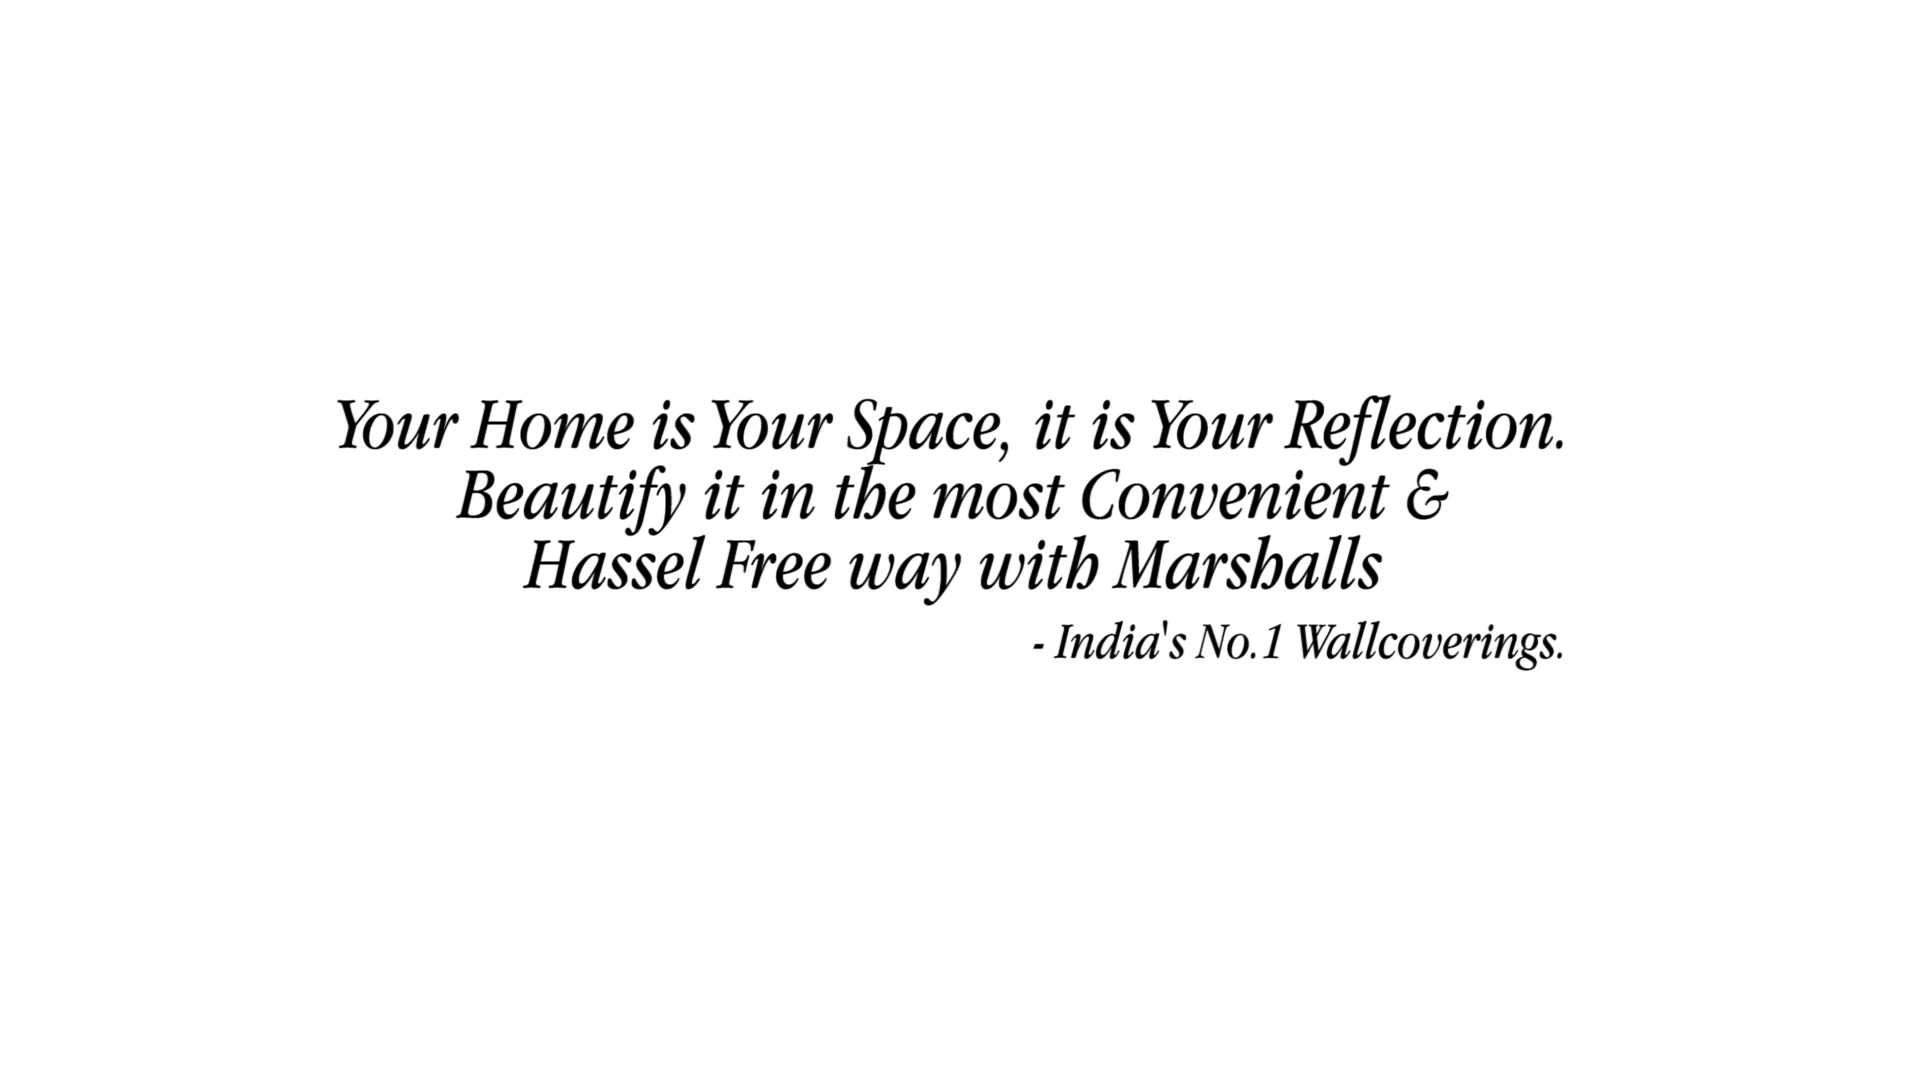 Your Home is Your Space, it is Your Reflection.
Beautify it in the most Convenient &
Hassel Free way with Marshalls
- India's No.1 Wallcoverings.